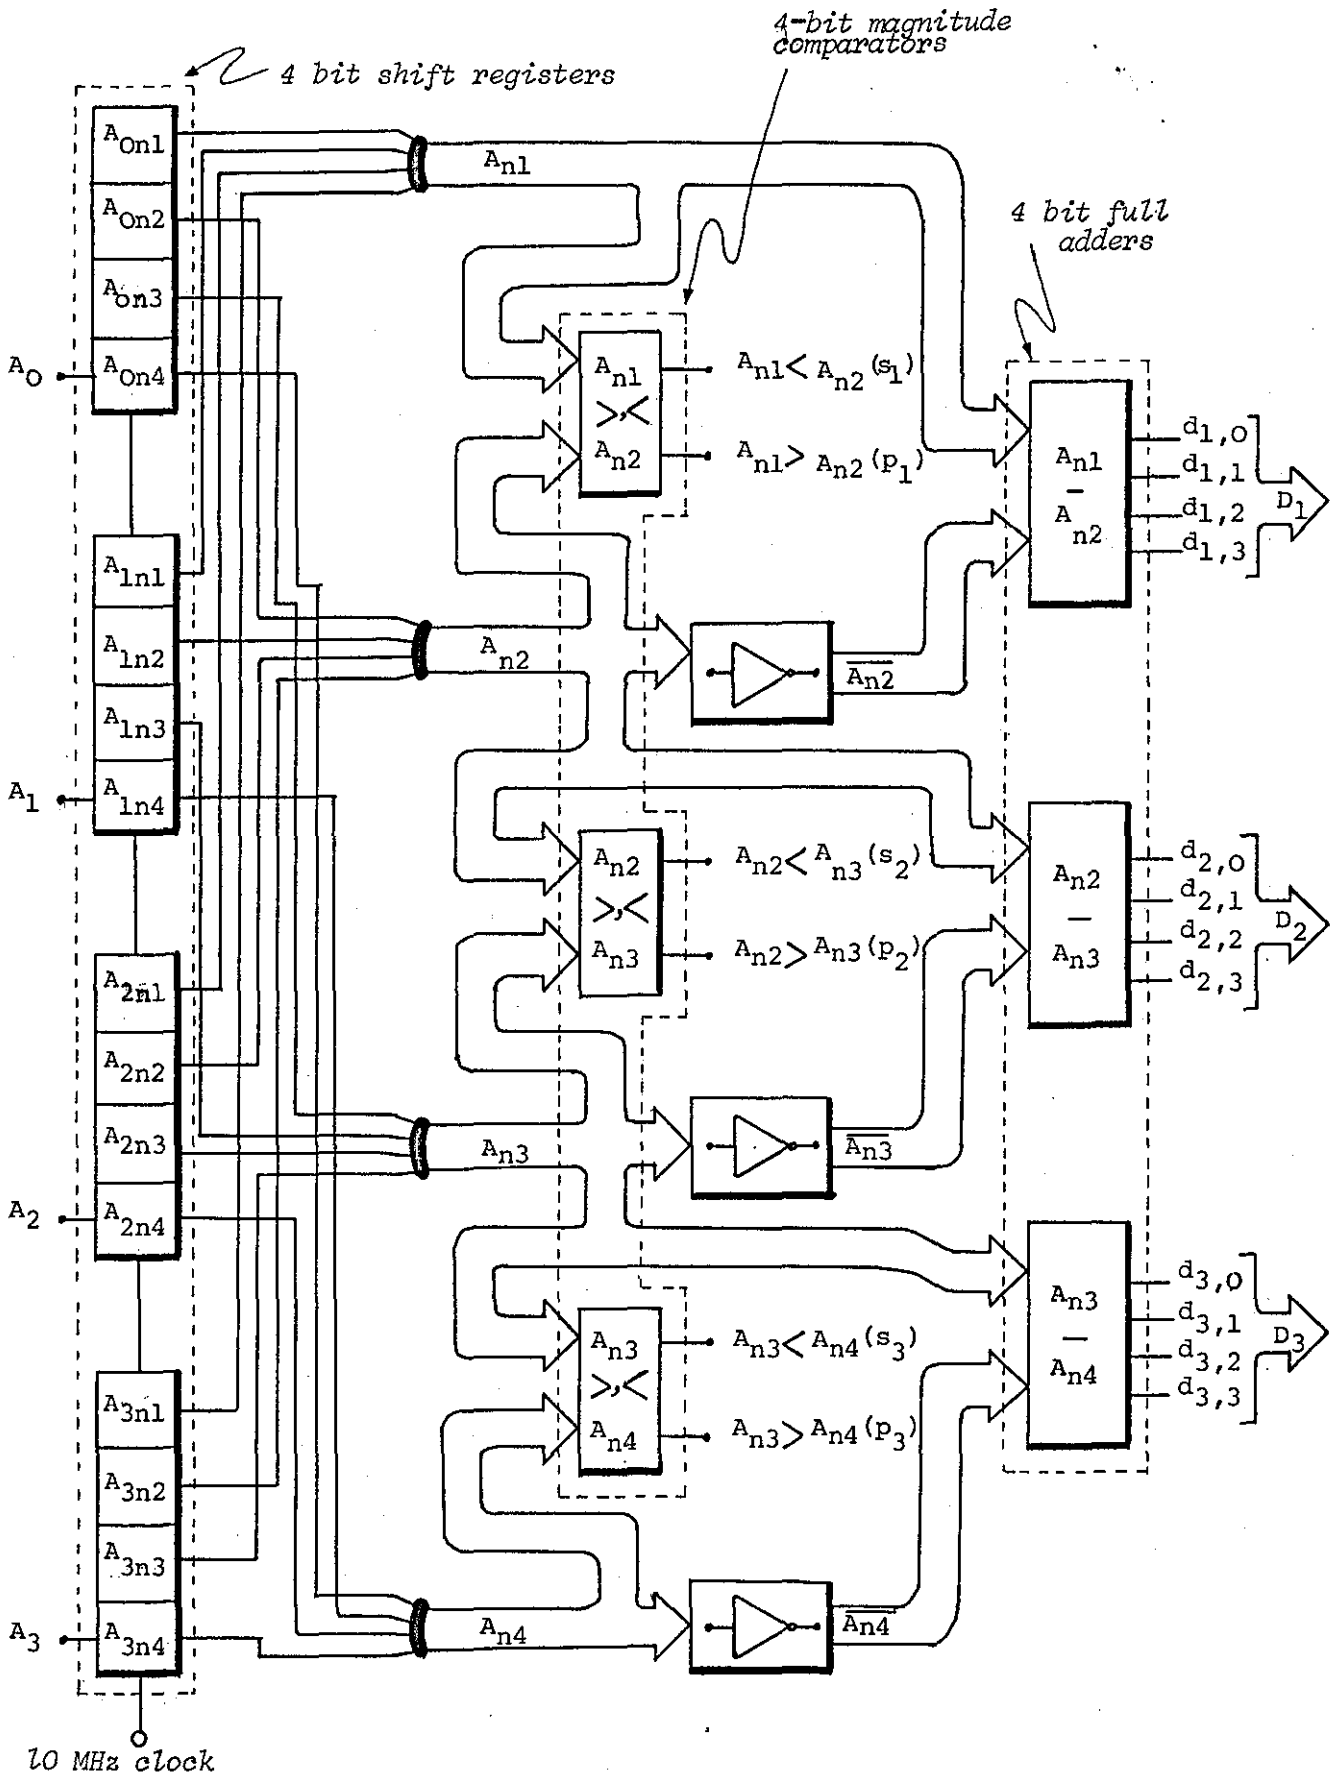 4-bit magnitude
comparators
4 bit shift registers
4 bit full
adders
A0n1
A0n2
A0n3
A0n4
A0
A1n1
A1n2
A1n3
A1n4
A1
A2n1
A2n2
A2n3
A2n4
A2
A3n1
A3n2
A3n3
A3n4
A3
10 MHz clock
An1
An2
An3
An4
An1
>,<
An2
An1 < An2 (s1)
An1 > An2 (p1)
An2
>,<
An3
An2 < An3 (s2)
An2 > An3 (p2)
An3
>,<
An4
An3 < An4 (s3)
An3 > An4 (p3)
A̅n̅2̅
A̅n̅3̅
A̅n̅4̅
An1
-
An2
d1,0
d1,1
d1,2
d1,3
D1
An2
-
An3
d2,0
d2,1
d2,2
d2,3
D2
An3
-
An4
d3,0
d3,1
d3,2
d3,3
D3